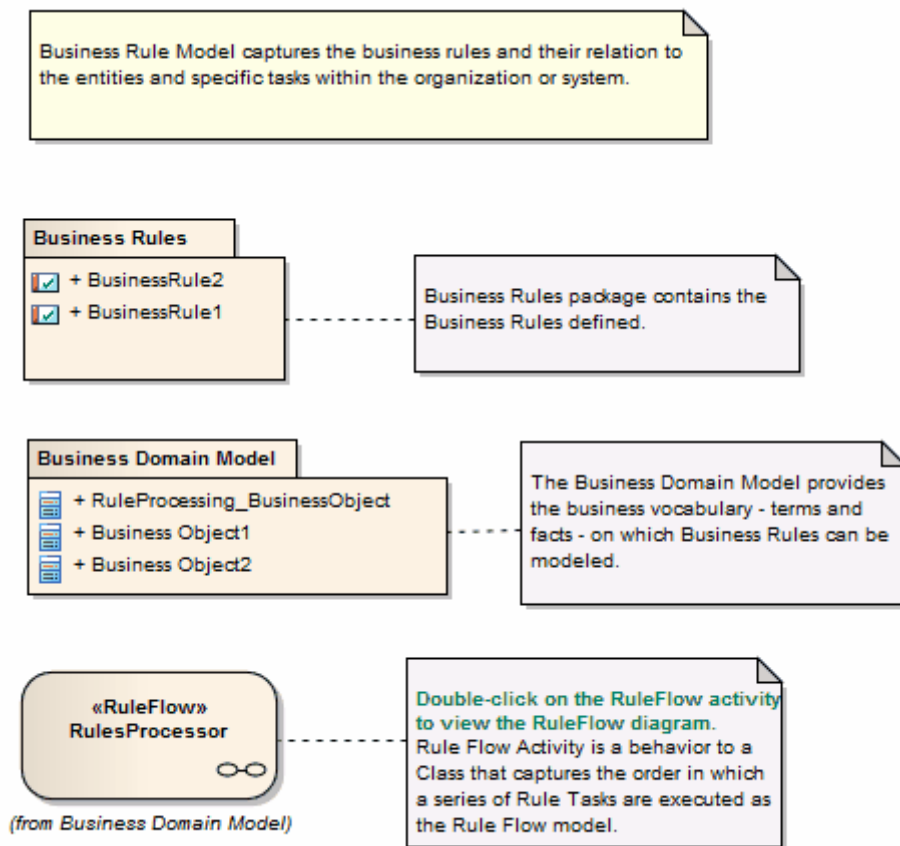 Business Rule Model captures the business rules and their relation to
the entities and specific tasks within the organization or system.
Business Rules
+ BusinessRule2
+ BusinessRule1
Business Rules package contains the
Business Rules defined.
Business Domain Model
+ RuleProcessing_BusinessObject
+ Business Object1
+ Business Object2
The Business Domain Model provides
the business vocabulary - terms and
facts - on which Business Rules can be
modeled.
«RuleFlow»
RulesProcessor
(from Business Domain Model)
Double-click on the RuleFlow activity
to view the RuleFlow diagram.
Rule Flow Activity is a behavior to a
Class that captures the order in which
a series of Rule Tasks are executed as
the Rule Flow model.